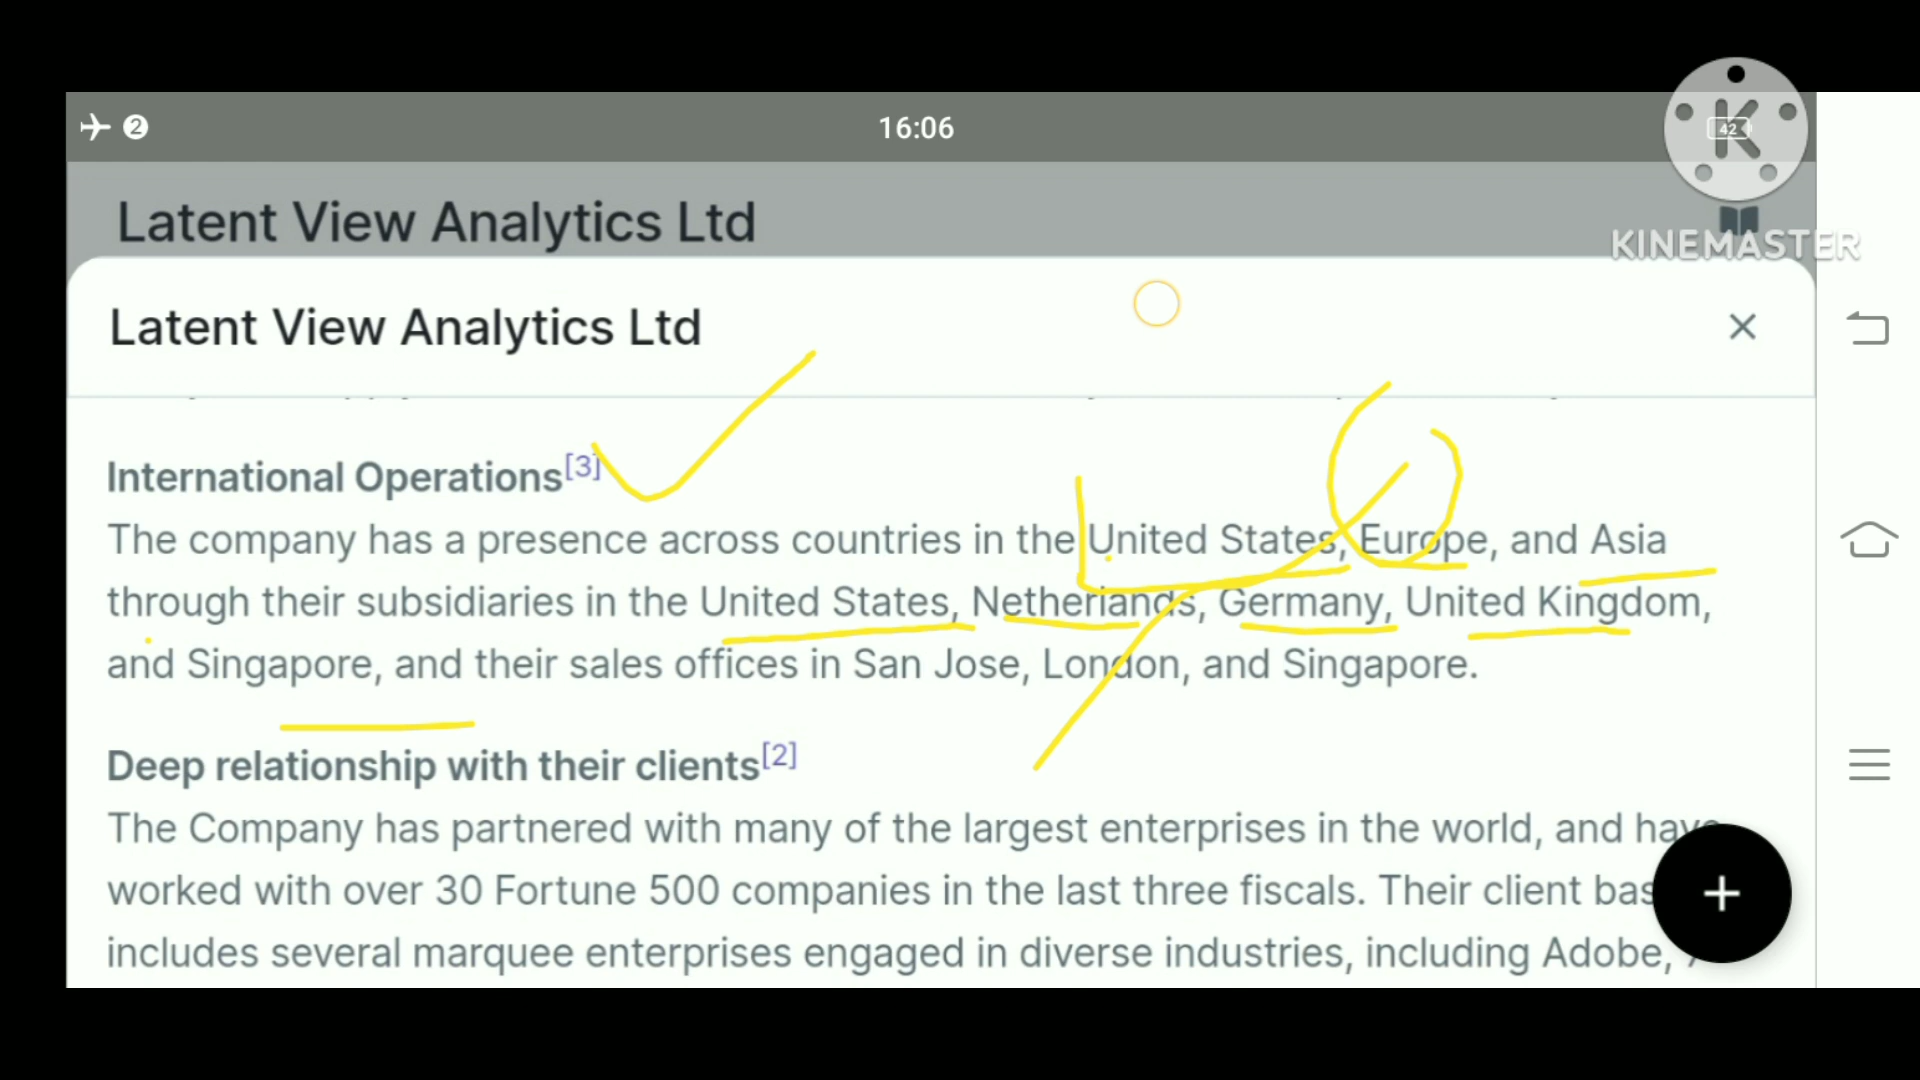 2
16:06
42
K
KINEMASTER
Latent View Analytics Ltd
Latent View Analytics Ltd
International Operations[3]
The company has a presence across countries in the United States, Europe, and Asia
through their subsidiaries in the United States, Netherlands, Germany, United Kingdom,
and Singapore, and their sales offices in San Jose, London, and Singapore.
Deep relationship with their clients[2]
The Company has partnered with many of the largest enterprises in the world, and have
worked with over 30 Fortune 500 companies in the last three fiscals. Their client bas
includes several marquee enterprises engaged in diverse industries, including Adobe,